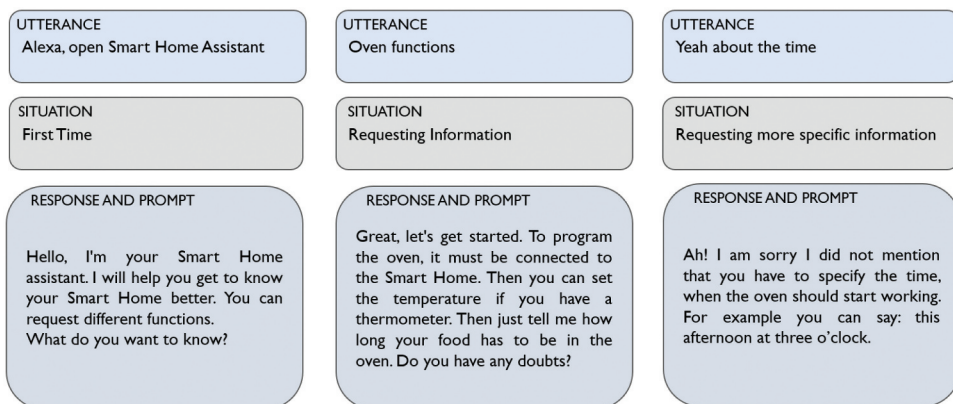 UTTERANCE
Alexa, open Smart Home Assistant
SITUATION
First Time
RESPONSE AND PROMPT
Hello, I'm your Smart Home
assistant. I will help you get to know
your Smart Home better. You can
request different functions.
What do you want to know?
UTTERANCE
Oven functions
SITUATION
Requesting Information
RESPONSE AND PROMPT
Great, let's get started. To program
the oven, it must be connected to
the Smart Home. Then you can set
the temperature if you have a
thermometer. Then just tell me how
long your food has to be in the
oven. Do you have any doubts?
UTTERANCE
Yeah about the time
SITUATION
Requesting more specific information
RESPONSE AND PROMPT
Ah! I am sorry I did not mention
that you have to specify the time,
when the oven should start working.
For example you can say: this
afternoon at three o'clock.